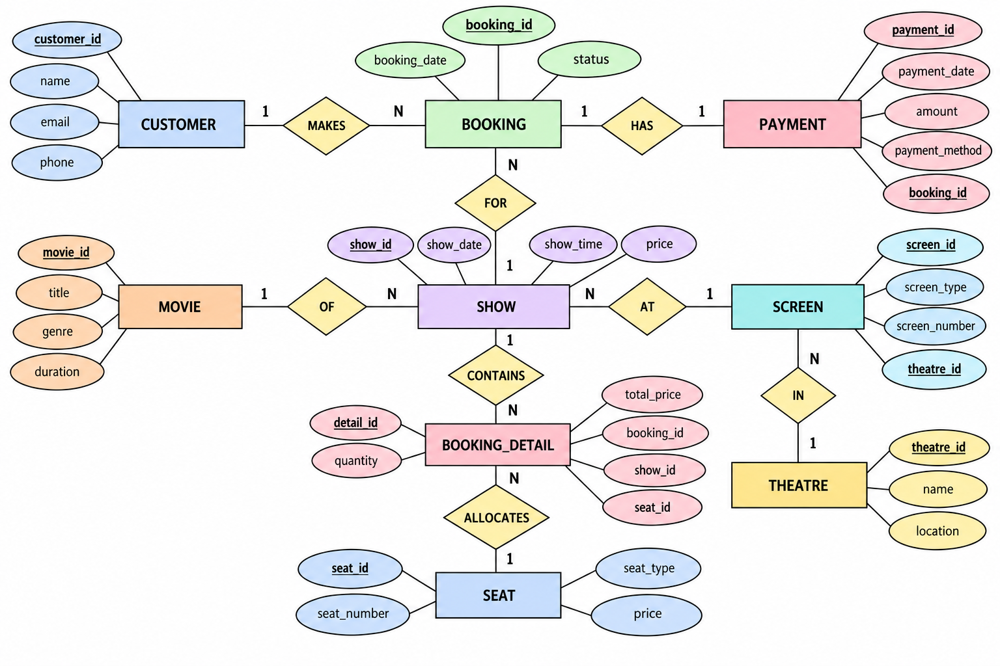 booking_id
customer_id
payment_id
booking_date
status
name
payment_date
email
CUSTOMER
1
MAKES
N
BOOKING
1
HAS
1
PAYMENT
amount
payment_method
phone
N
booking_id
FOR
show_id
show_date
show_time
price
screen_id
movie_id
1
title
screen_type
MOVIE
1
OF
N
SHOW
N
AT
1
SCREEN
genre
screen_number
1
duration
CONTAINS
N
theatre_id
IN
total_price
N
detail_id
booking_id
BOOKING_DETAIL
1
theatre_id
quantity
show_id
N
THEATRE
name
seat_id
ALLOCATES
location
1
seat_id
seat_type
SEAT
seat_number
price